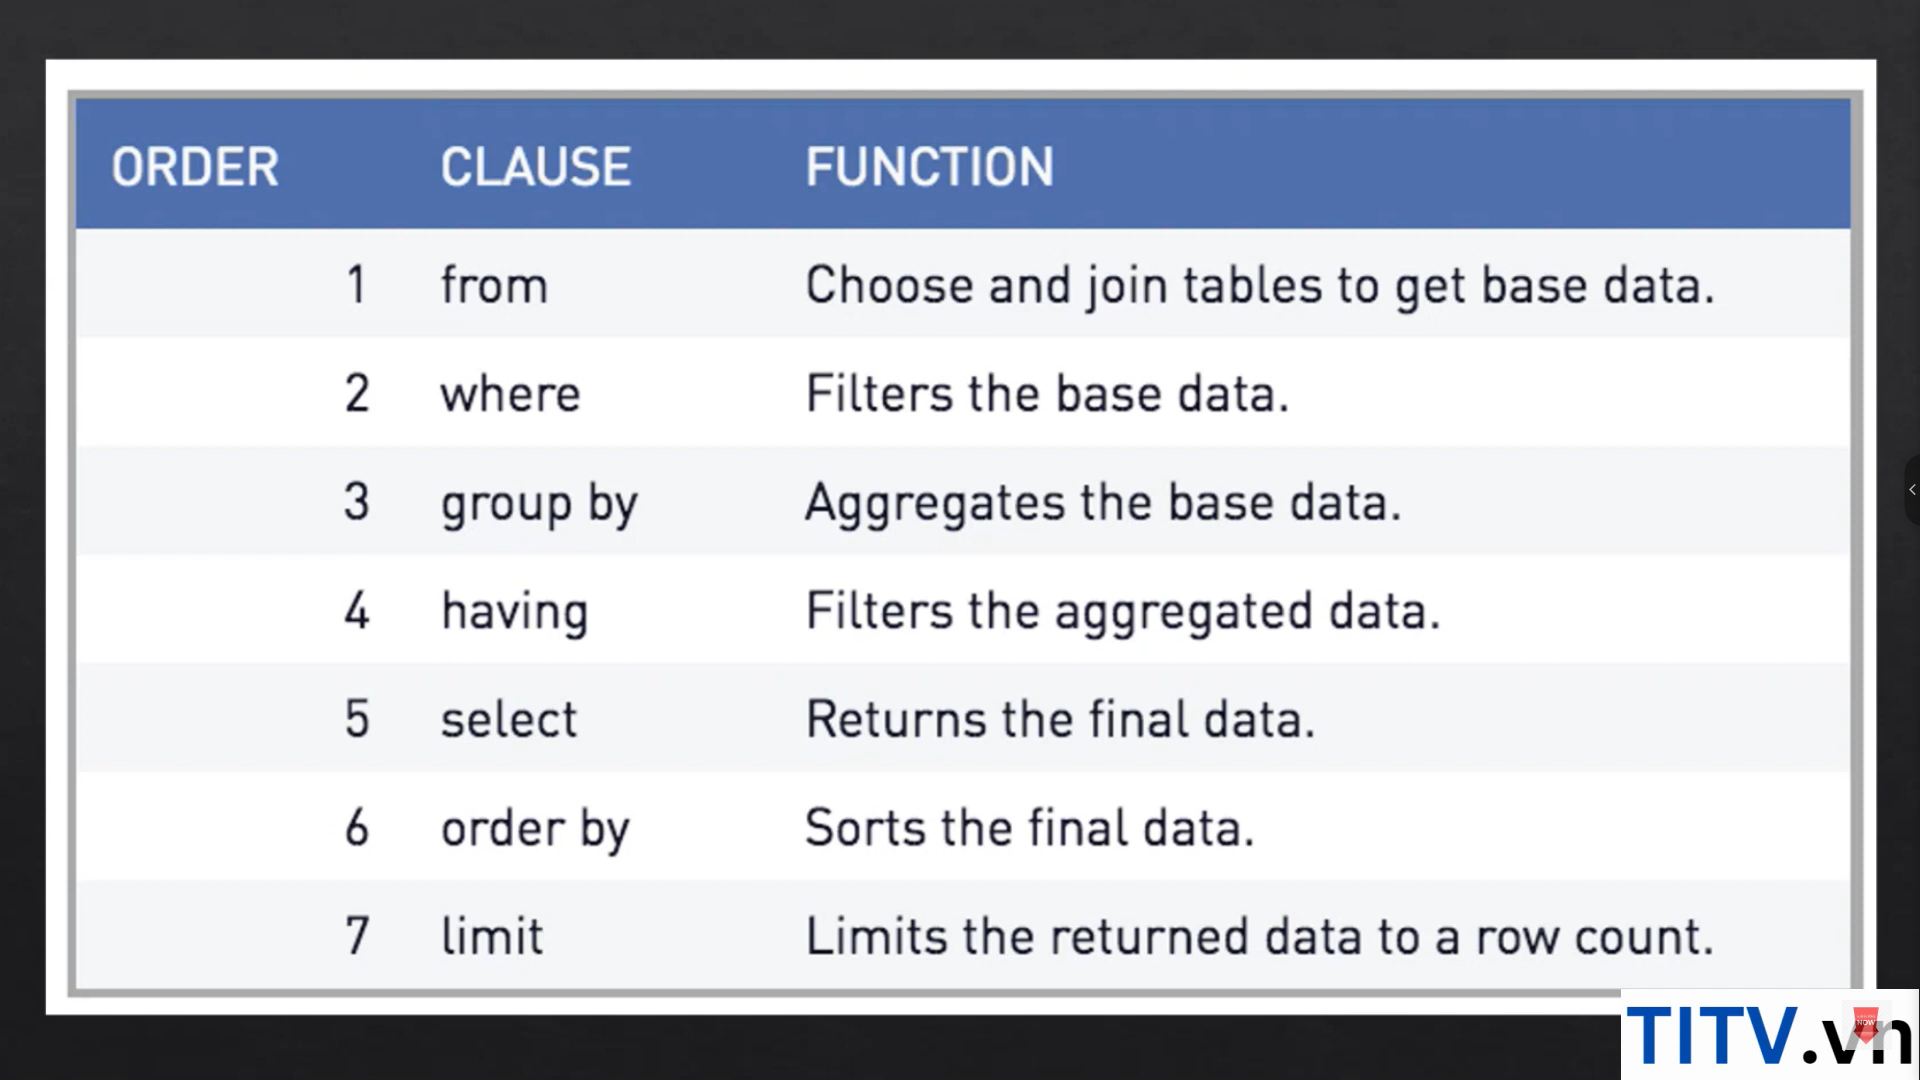 ORDER CLAUSE FUNCTION
1 from Choose and join tables to get base data.
2 where Filters the base data.
3 group by Aggregates the base data.
4 having Filters the aggregated data.
5 select Returns the final data.
6 order by Sorts the final data.
7 limit Limits the returned data to a row count.
TITV.vn
NOW